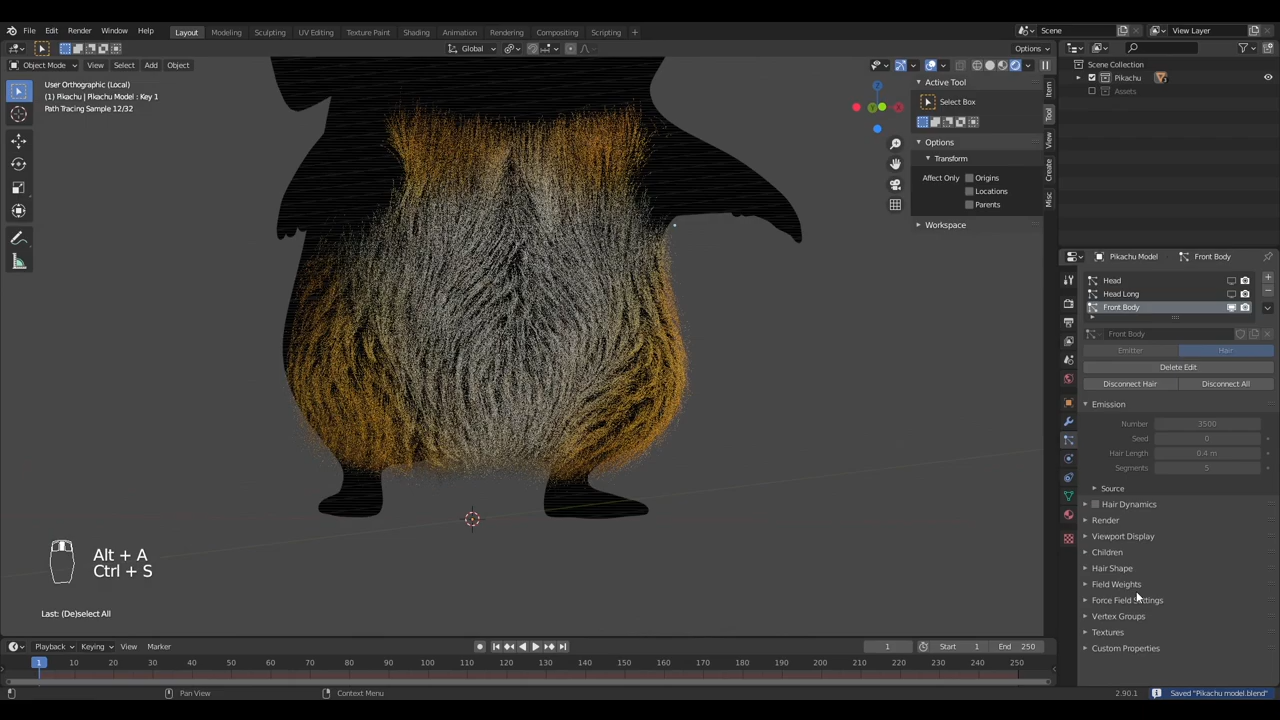 File Edit Render Window Help Layout Modeling Sculpting UV Editing Texture Paint Shading Animation Rendering Compositing Scripting + Scene View Layer
Global Options
Object Mode View Select Add Object
User Orthographic (Local)
(1) Pikachu | Pikachu Model : Key 1
Path Tracing Sample 12/32
Active Tool
Select Box
Options
Transform
Affect Only Origins
Locations
Parents
Workspace
Item
Tool
View
Create
Misc
Scene Collection
Pikachu
Assets
Pikachu Model Front Body
Head
Head Long
Front Body
Front Body
Emitter Hair
Delete Edit
Disconnect Hair Disconnect All
Emission
Number 3500
Seed 0
Hair Length 0.4 m
Segments 5
Source
Hair Dynamics
Render
Viewport Display
Children
Hair Shape
Field Weights
Force Field Settings
Vertex Groups
Textures
Custom Properties
Alt + A
Ctrl + S
Last: (De)select All
Playback Keying View Marker 1 Start 1 End 250
1 10 20 30 40 50 60 70 80 90 100 110 120 130 140 150 160 170 180 190 200 210 220 230 240 250
Select Pan View Context Menu 2.90.1 Saved "Pikachu model.blend"